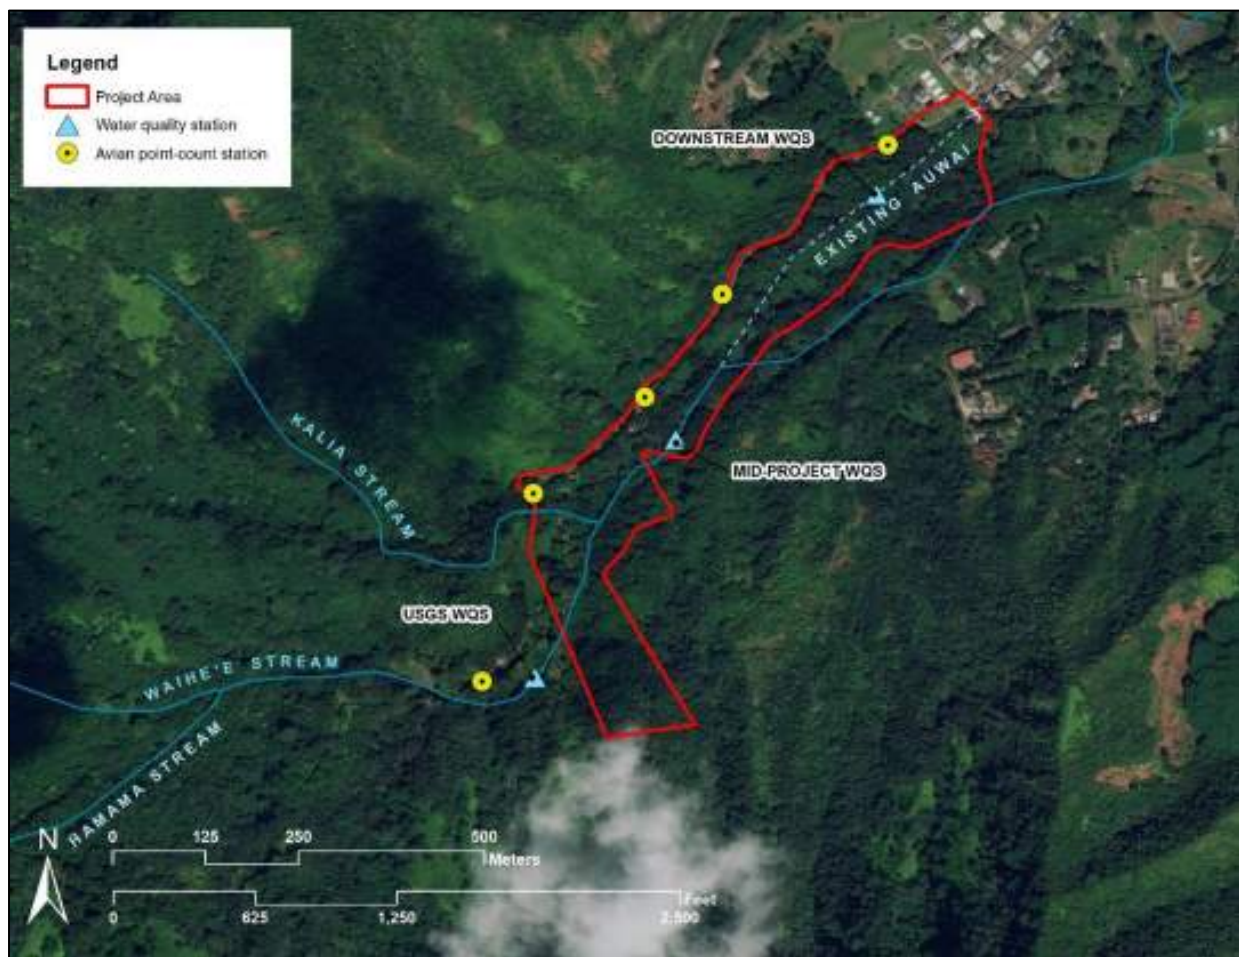 Legend
Project Area
Water quality station
Avian point-count station
DOWNSTREAM WQS
EXISTING AUWAI
KALIA STREAM
MID-PROJECT WQS
USGS WQS
WAIHE'E STREAM
HAMAMA STREAM
N
0 125 250 500
Meters
Feet
0 625 1,250 2,500